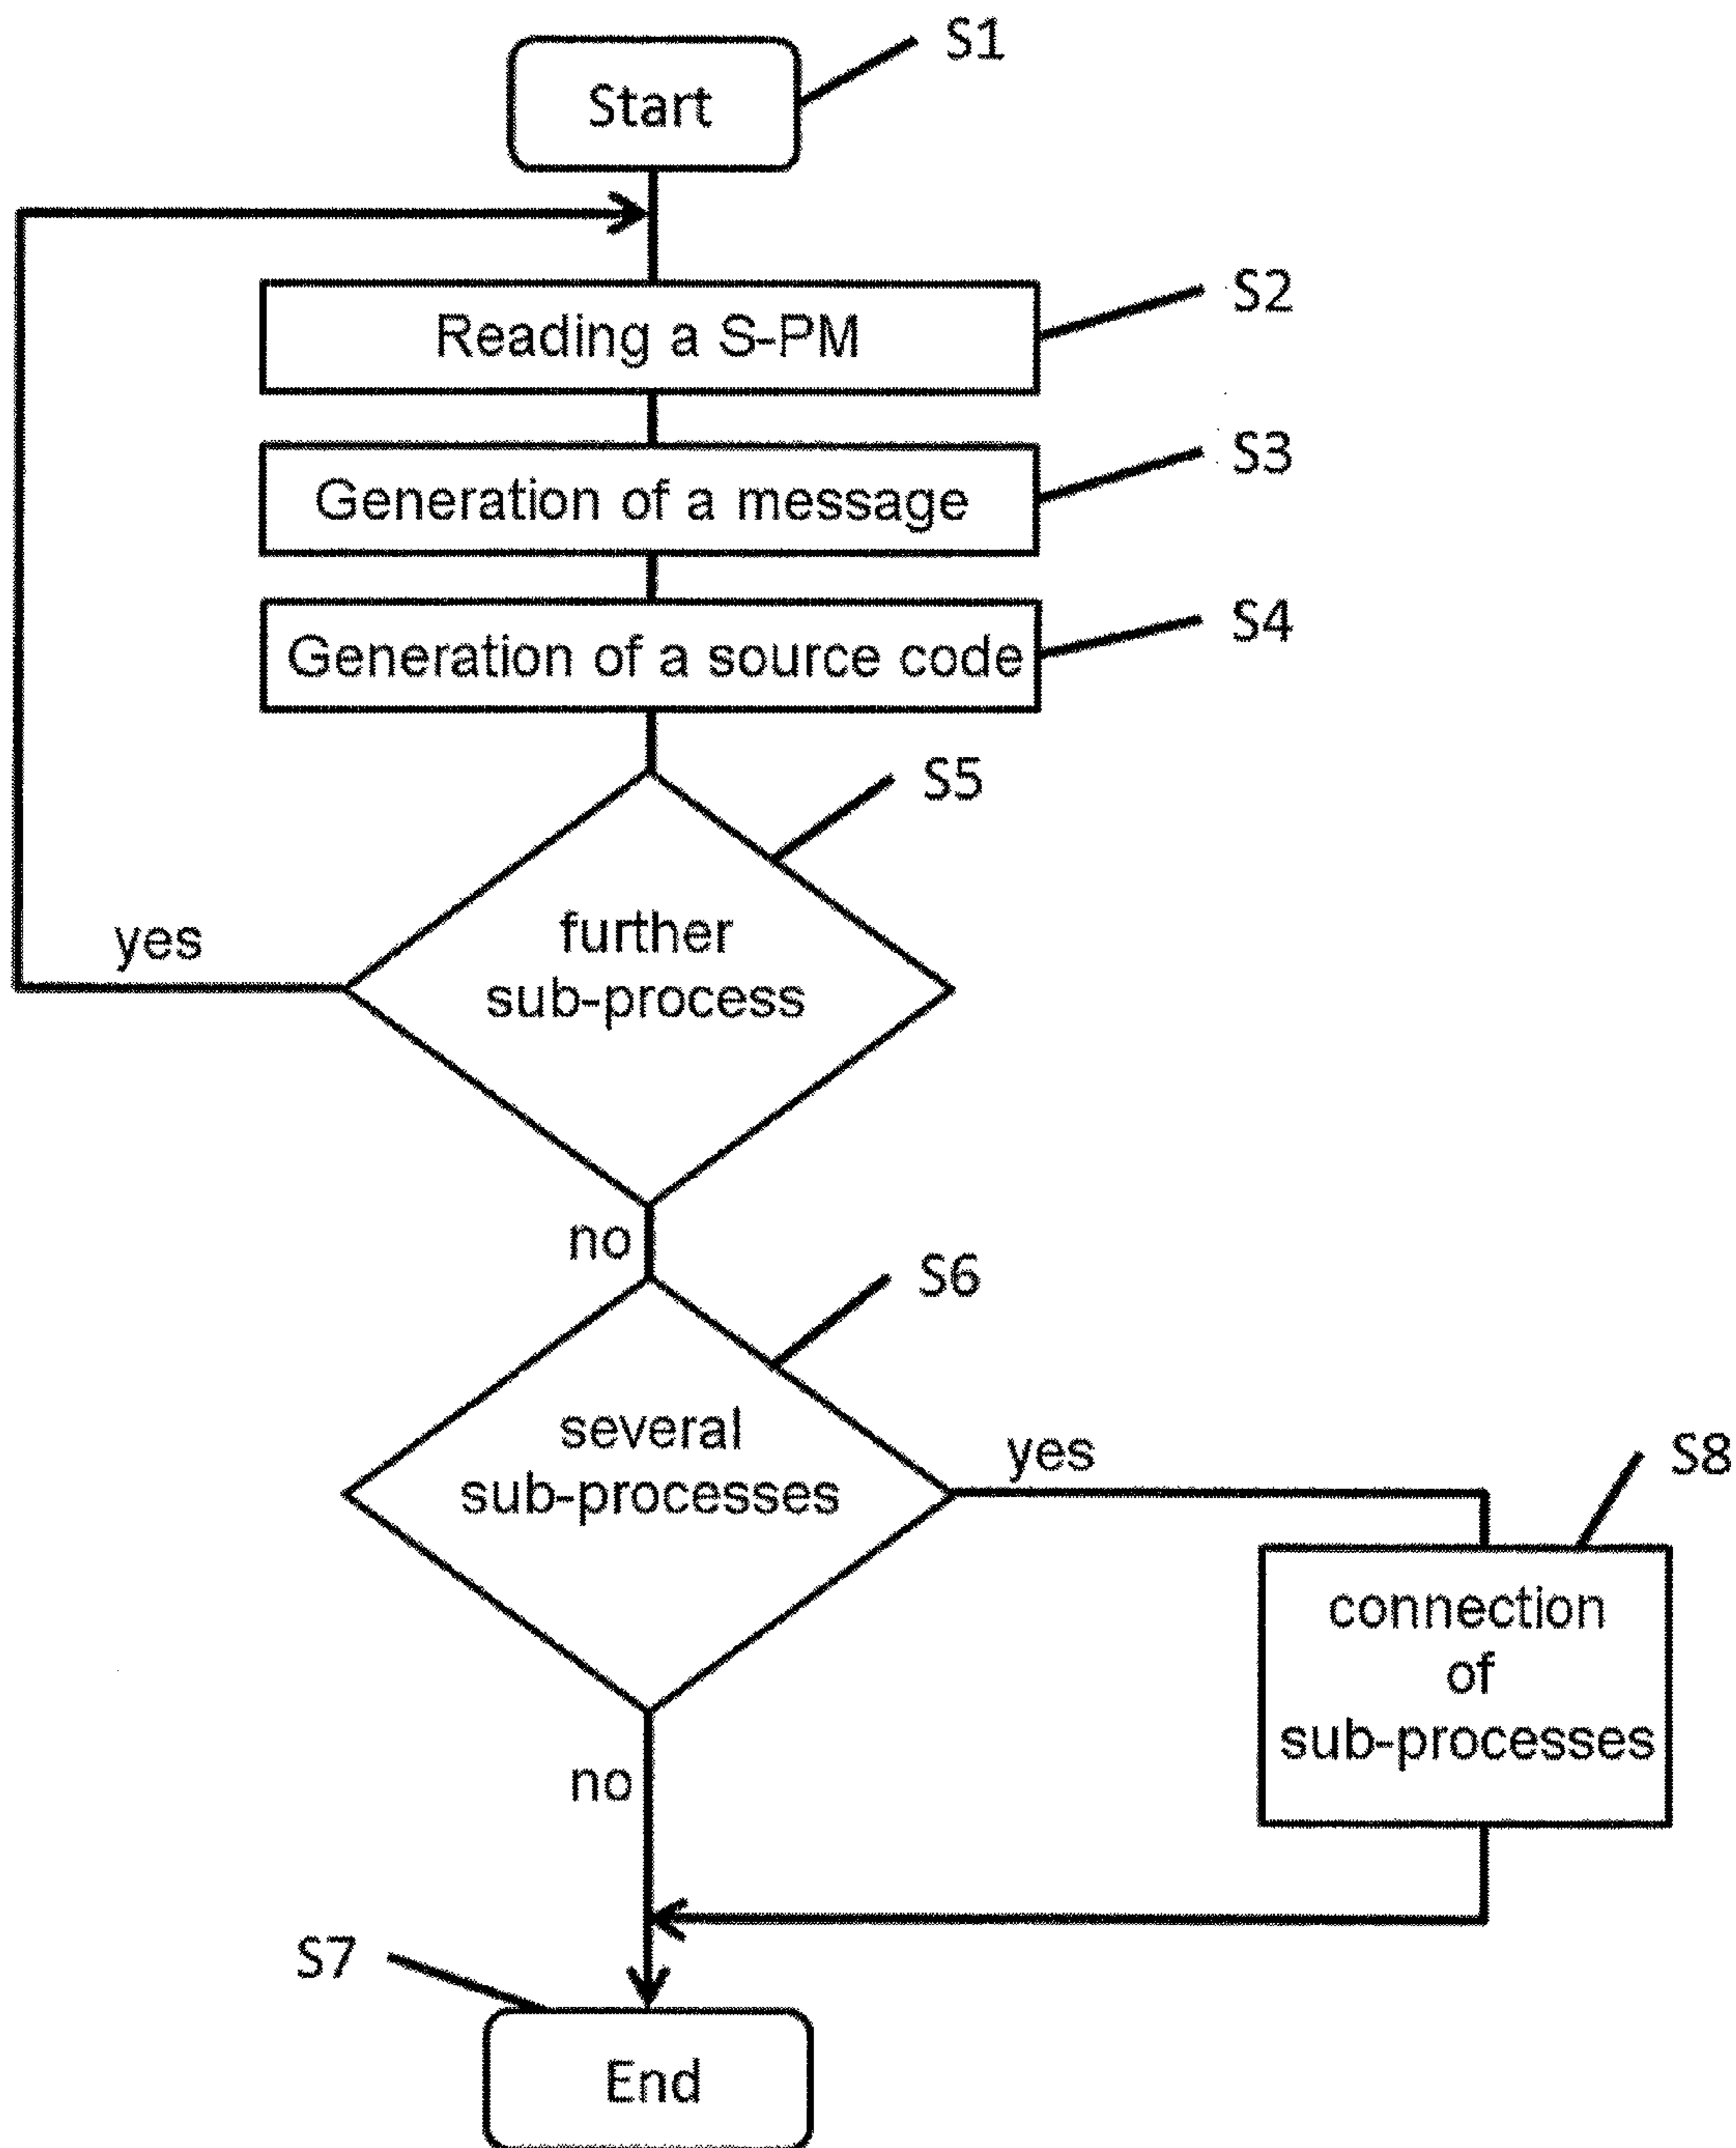 S1
Start
S2
Reading a S-PM
S3
Generation of a message
S4
Generation of a source code
S5
further
sub-process
yes
no
S6
several
sub-processes
yes
S8
connection
of
sub-processes
no
S7
End